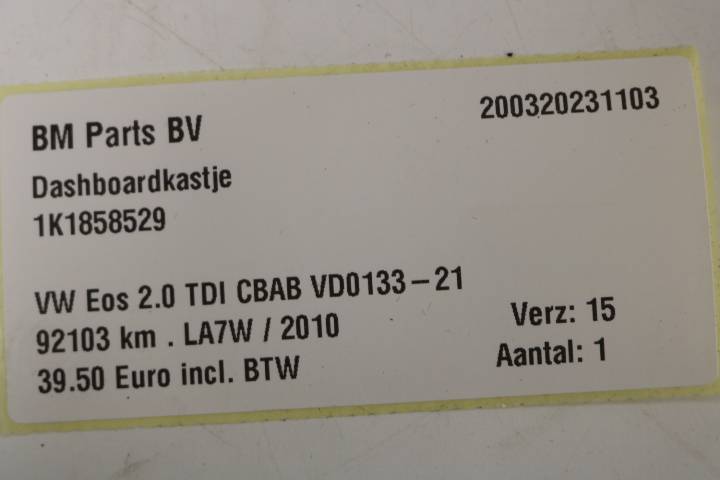 BM Parts BV
200320231103
Dashboardkastje
1K1858529
VW Eos 2.0 TDI CBAB VD0133-21
92103 km . LA7W / 2010
Verz: 15
39.50 Euro incl. BTW
Aantal: 1